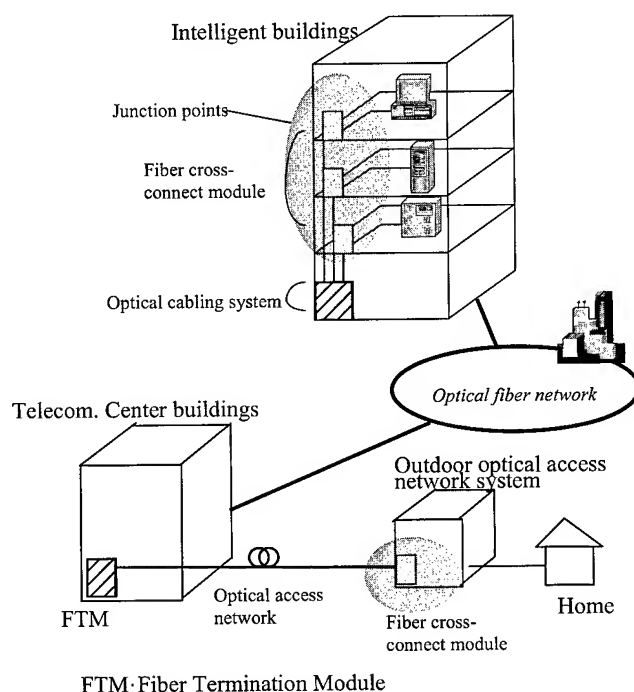 Intelligent buildings
Junction points
Fiber cross-
connect module
Optical cabling system
Optical fiber network
Telecom. Center buildings
Outdoor optical access
network system
FTM
Optical access
network
Fiber cross-
connect module
Home
FTM·Fiber Termination Module